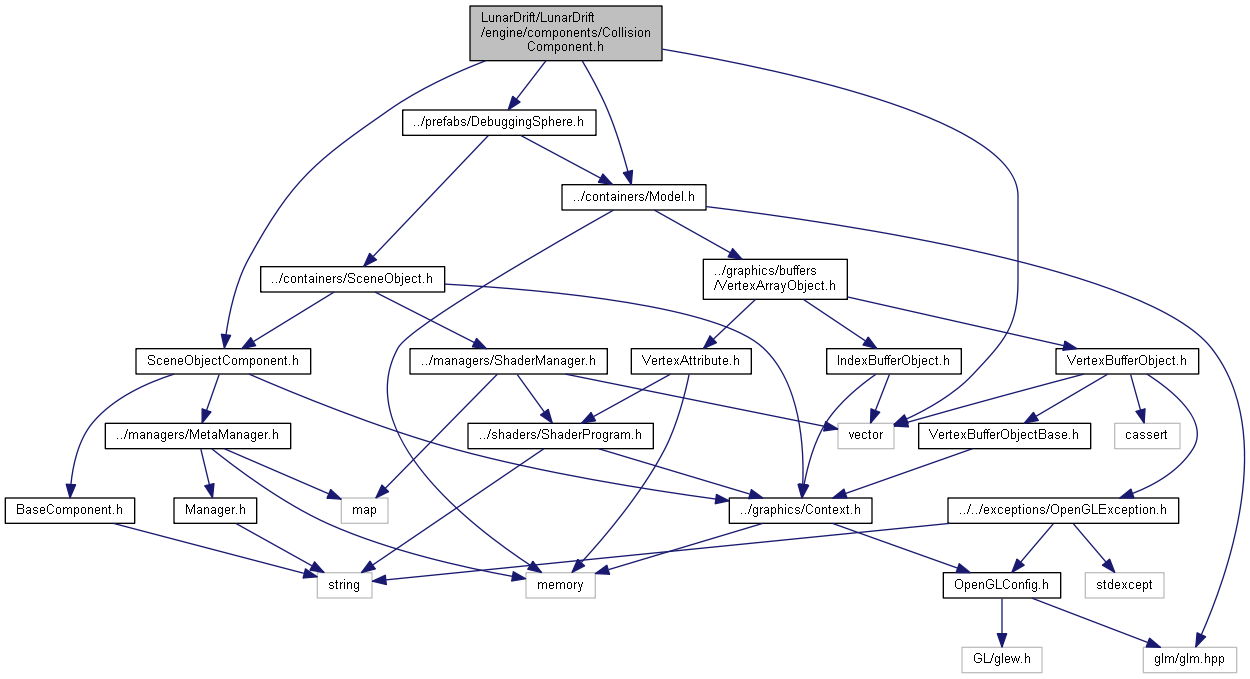 LunarDrift/LunarDrift
/engine/components/Collision
Component.h
../prefabs/DebuggingSphere.h
../containers/Model.h
../containers/SceneObject.h
../graphics/buffers
/VertexArrayObject.h
SceneObjectComponent.h
../managers/ShaderManager.h
VertexAttribute.h
IndexBufferObject.h
VertexBufferObject.h
../managers/MetaManager.h
../shaders/ShaderProgram.h
vector
VertexBufferObjectBase.h
cassert
BaseComponent.h
Manager.h
map
../graphics/Context.h
../../exceptions/OpenGLException.h
string
memory
OpenGLConfig.h
stdexcept
GL/glew.h
glm/glm.hpp